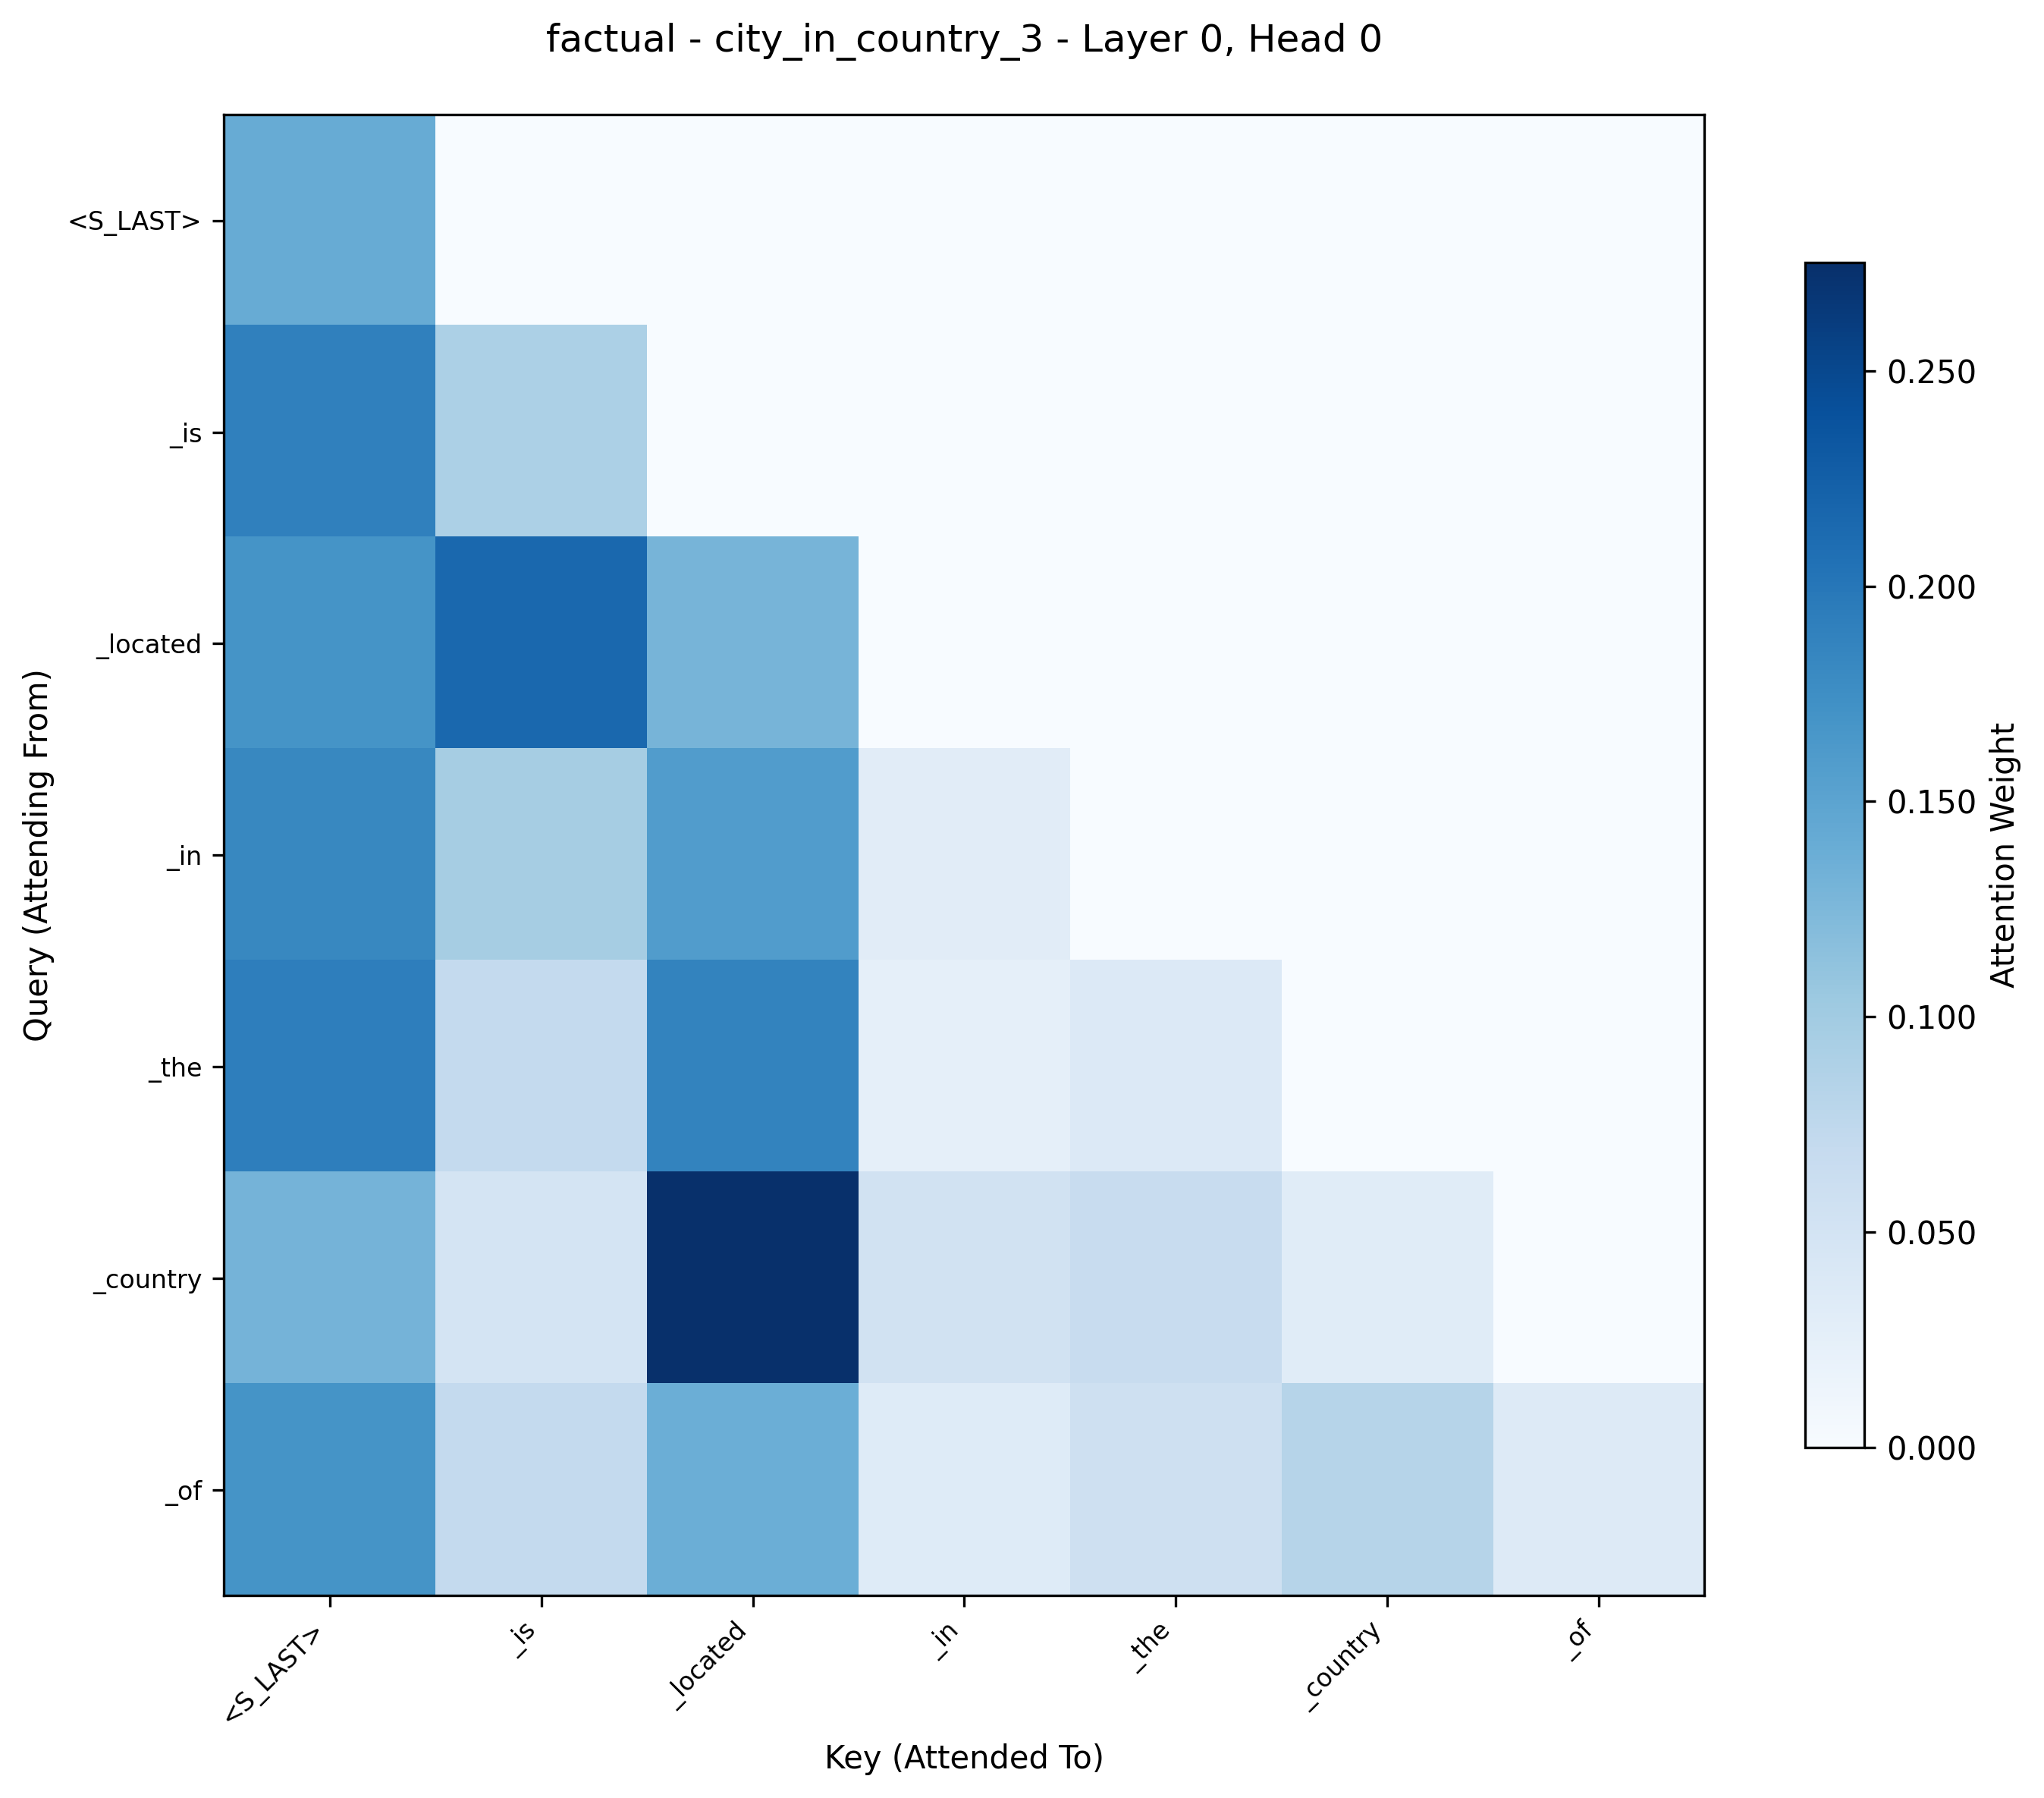 factual - city_in_country_3 - Layer 0, Head 0
Query (Attending From)
<S_LAST>
_is
_located
_in
_the
_country
_of
<S_LAST>
_is
_located
_in
_the
_country
_of
Key (Attended To)
0.250
0.200
0.150
0.100
0.050
0.000
Attention Weight